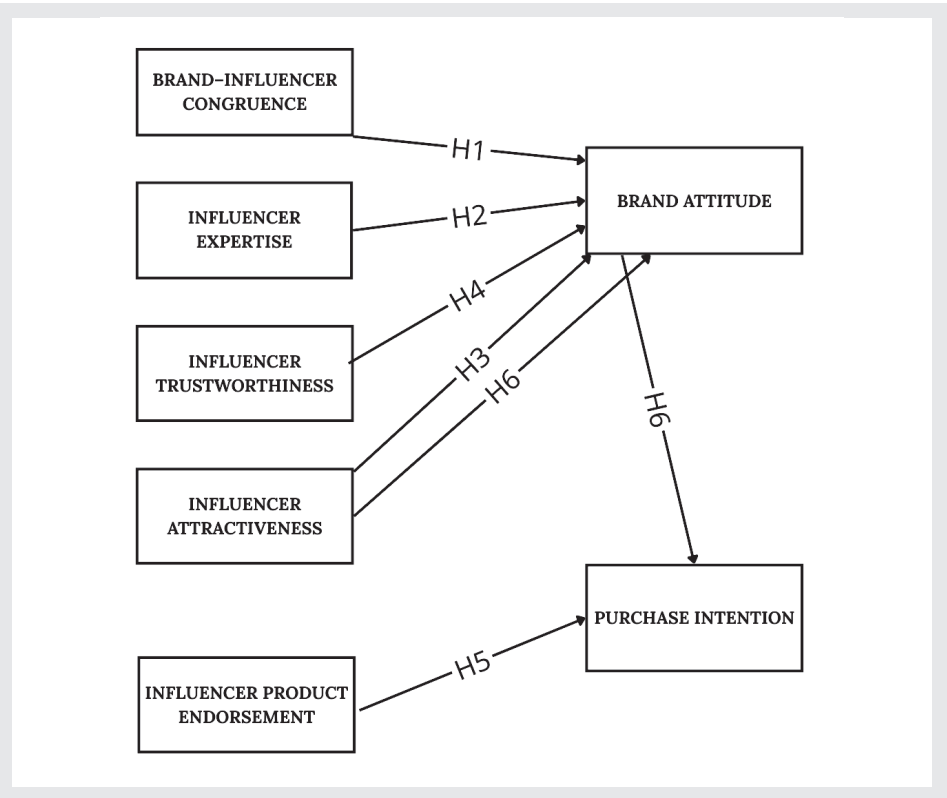 BRAND–INFLUENCER
CONGRUENCE
H1
BRAND ATTITUDE
INFLUENCER
EXPERTISE
H2
INFLUENCER
TRUSTWORTHINESS
H4
H3
H6
H6
INFLUENCER
ATTRACTIVENESS
PURCHASE INTENTION
H5
INFLUENCER PRODUCT
ENDORSEMENT